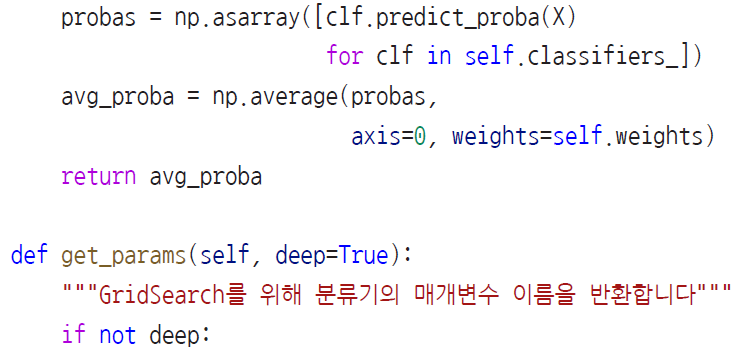 probas = np.asarray([clf.predict_proba(X)
for clf in self.classifiers_])
avg_proba = np.average(probas,
axis=0, weights=self.weights)
return avg_proba
def get_params(self, deep=True):
"""GridSearch를 위해 분류기의 매개변수 이름을 반환합니다"""
if not deep: